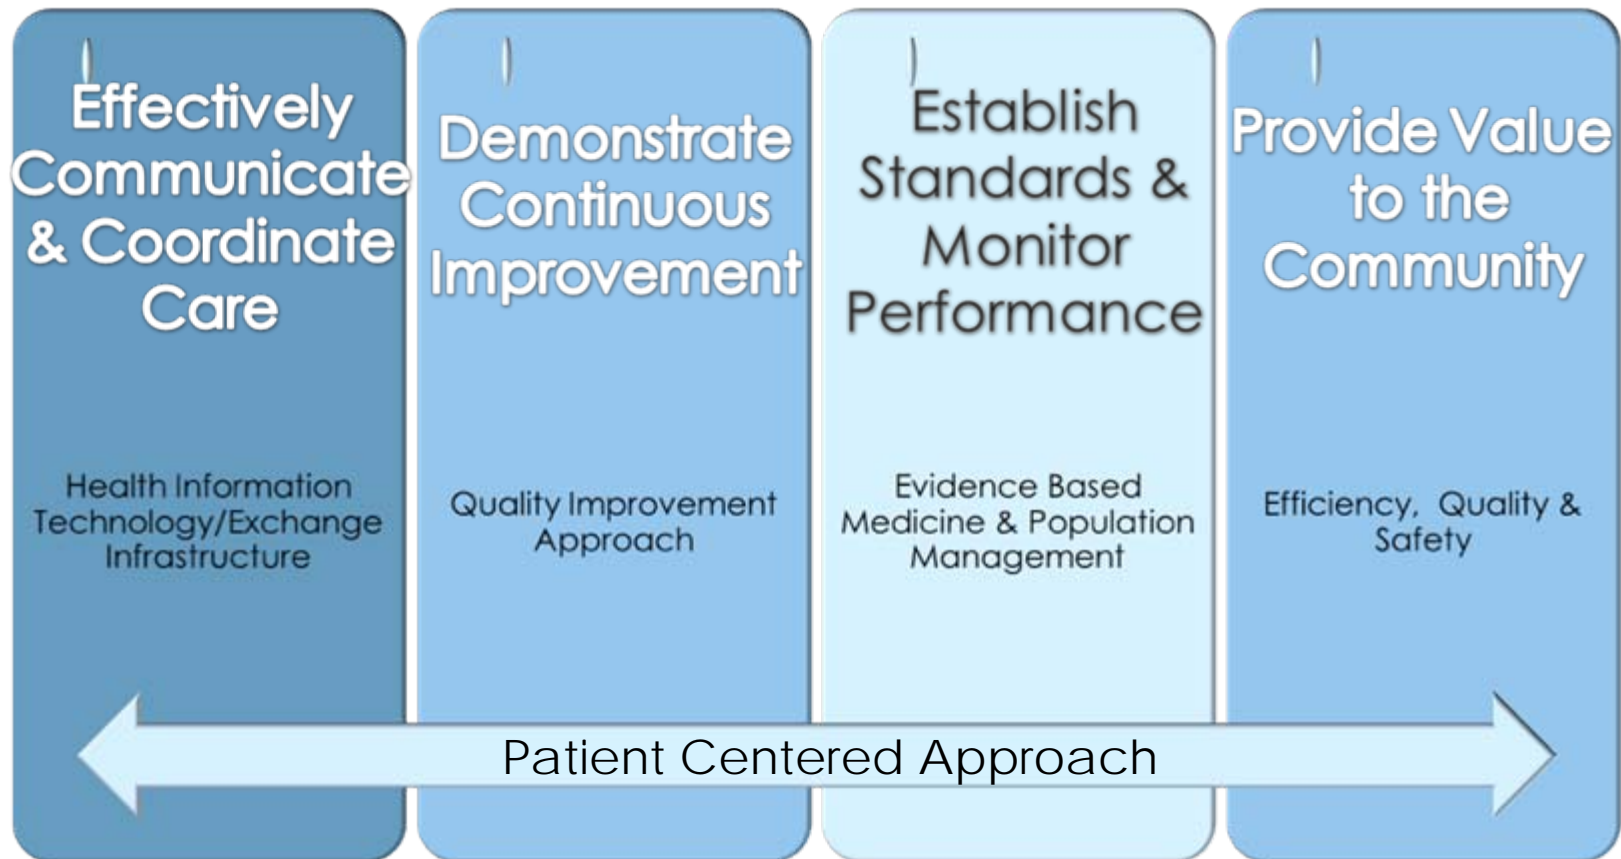 Effectively
Communicate
& Coordinate
Care
Health Information
Technology/Exchange
Infrastructure
Demonstrate
Continuous
Improvement
Quality Improvement
Approach
Establish
Standards &
Monitor
Performance
Evidence Based
Medicine & Population
Management
Provide Value
to the
Community
Efficiency, Quality &
Safety
Patient Centered Approach